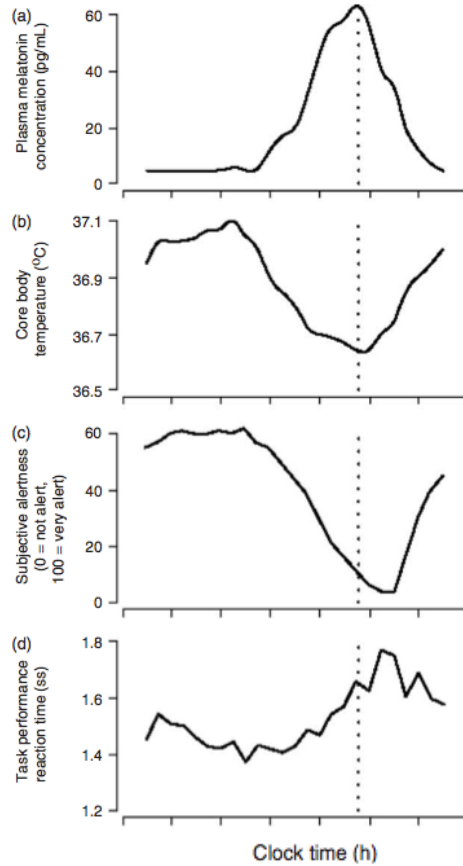 (a)
Plasma melatonin
concentration (pg/mL)
60
40
20
0
(b)
Core body
temperature (°C)
37.1
36.9
36.7
36.5
(c)
Subjective alertness
(0 = not alert,
100 = very alert)
60
40
20
0
(d)
Task performance
reaction time (ss)
1.8
1.6
1.4
1.2
Clock time (h)